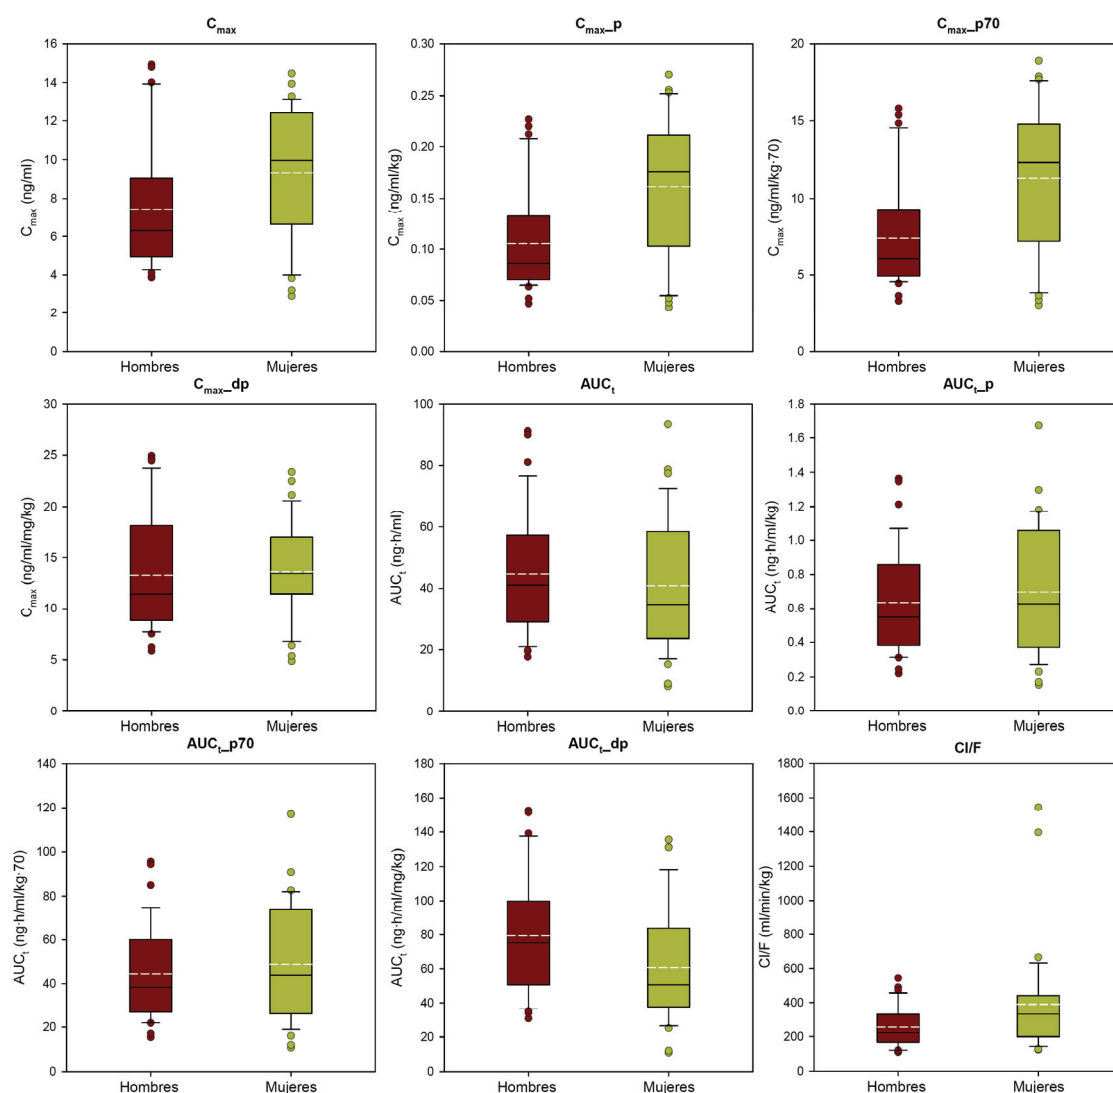 Cmax
Cmax_p
Cmax_p70
Cmax (ng/ml)
16
14
12
10
8
6
4
2
0
Hombres
Mujeres
Cmax (ng/ml/kg)
0.30
0.25
0.20
0.15
0.10
0.05
0.00
Hombres
Mujeres
Cmax (ng/ml/kg·70)
20
15
10
5
0
Hombres
Mujeres
Cmax_dp
AUCt
AUCt_p
Cmax (ng/ml/mg/kg)
30
25
20
15
10
5
0
Hombres
Mujeres
AUCt (ng·h/ml)
100
80
60
40
20
0
Hombres
Mujeres
AUCt (ng·h/ml/kg)
1.8
1.6
1.4
1.2
1.0
0.8
0.6
0.4
0.2
0.0
Hombres
Mujeres
AUCt_p70
AUCt_dp
Cl/F
AUCt (ng·h/ml/kg·70)
140
120
100
80
60
40
20
0
Hombres
Mujeres
AUCt (ng·h/ml/mg/kg)
180
160
140
120
100
80
60
40
20
0
Hombres
Mujeres
Cl/F (ml/min/kg)
1800
1600
1400
1200
1000
800
600
400
200
0
Hombres
Mujeres